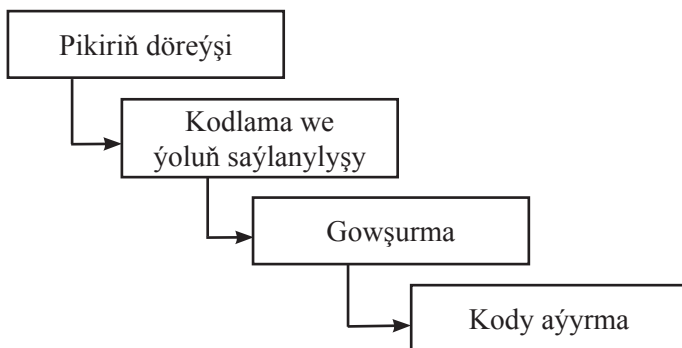 Pikiriň döreýşi
Kodlama we
ýoluň saýlanylyşy
Gowşurma
Kody aýyrma